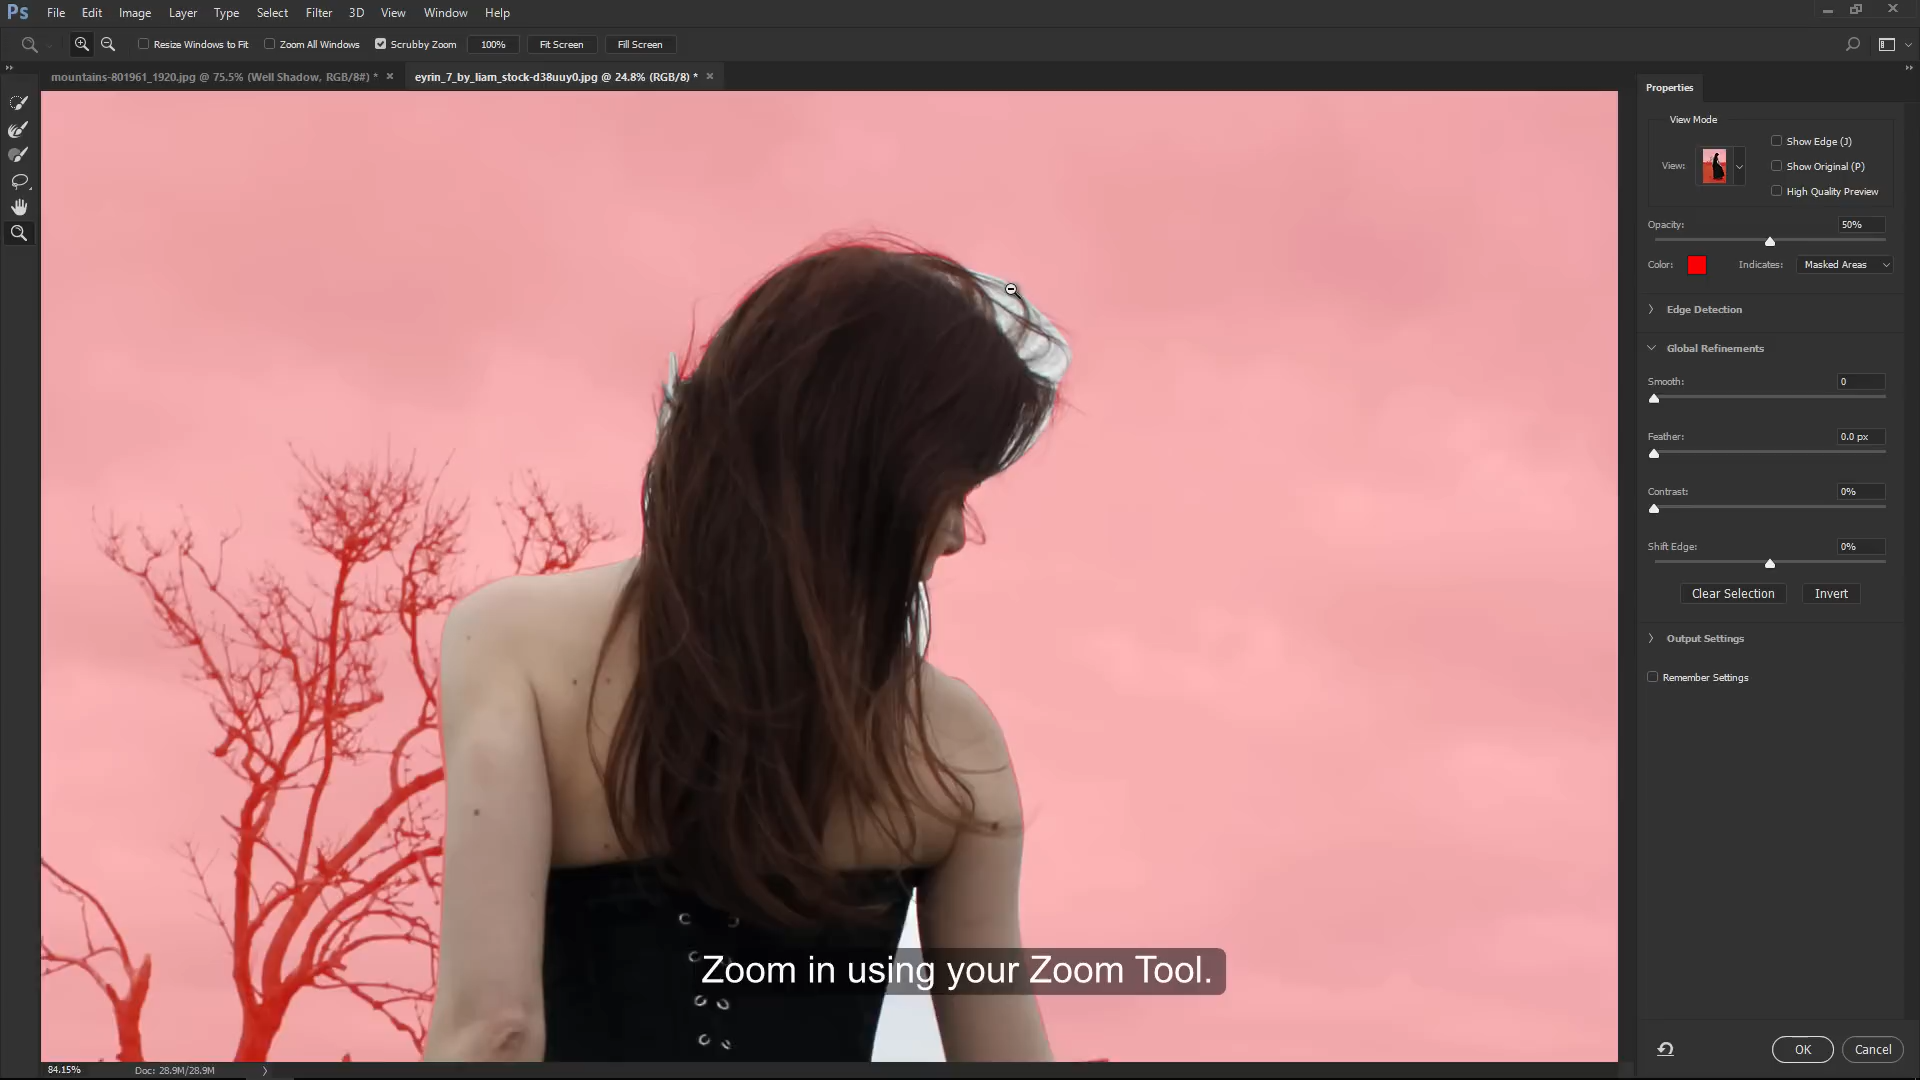 Ps File Edit Image Layer Type Select Filter 3D View Window Help
Resize Windows to Fit Zoom All Windows Scrubby Zoom 100% Fit Screen Fill Screen
mountains-801961_1920.jpg @ 75.5% (Well Shadow, RGB/8#) * × eyrin_7_by_liam_stock-d38uuy0.jpg @ 24.8% (RGB/8) * ×
Properties
View Mode
Show Edge (J)
View:
Show Original (P)
High Quality Preview
Opacity: 50%
Color: Indicates: Masked Areas
Edge Detection
Global Refinements
Smooth: 0
Feather: 0.0 px
Contrast: 0%
Shift Edge: 0%
Clear Selection Invert
Output Settings
Remember Settings
Zoom in using your Zoom Tool.
OK Cancel
84.15% Doc: 28.9M/28.9M